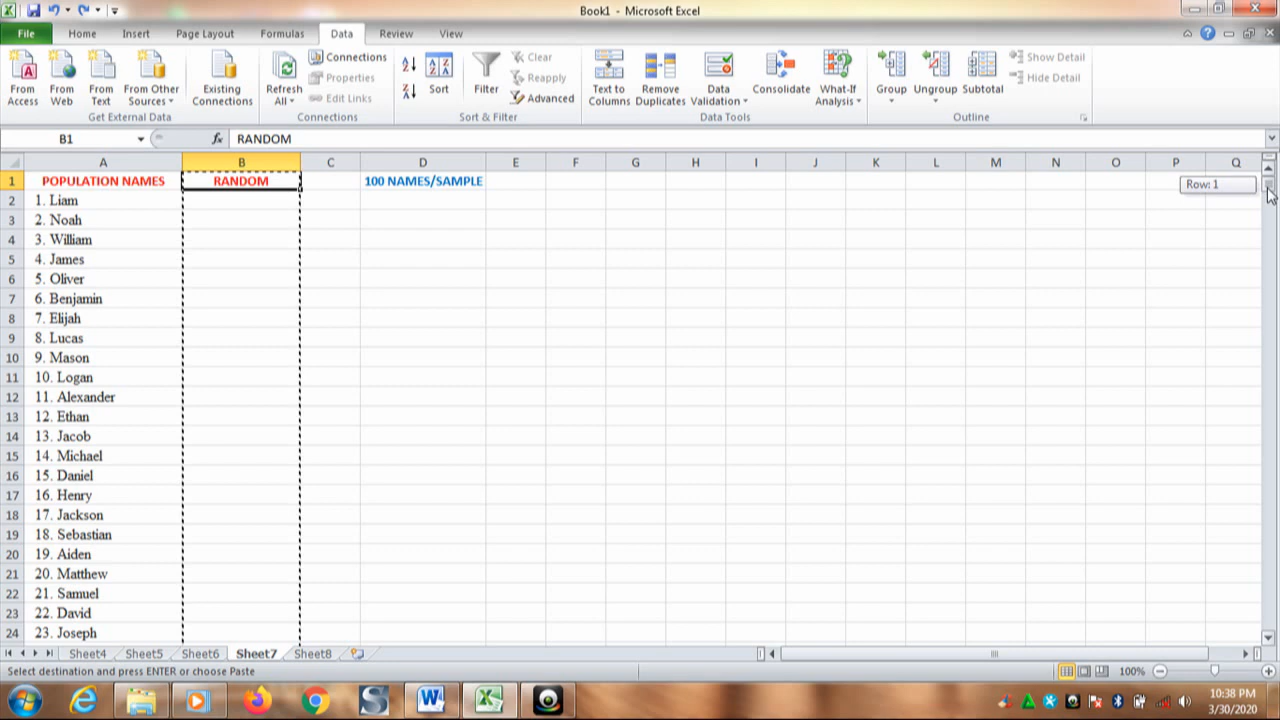 Book1 - Microsoft Excel
File Home Insert Page Layout Formulas Data Review View
From Access
From Web
From Text
From Other Sources
Existing Connections
Get External Data
Refresh All
Connections
Properties
Edit Links
Connections
Sort
Filter
Clear
Reapply
Advanced
Sort & Filter
Text to Columns
Remove Duplicates
Data Validation
Consolidate
What-If Analysis
Data Tools
Group
Ungroup
Subtotal
Show Detail
Hide Detail
Outline
B1 fx RANDOM
A B C D E F G H I J K L M N O P Q
1 POPULATION NAMES RANDOM 100 NAMES/SAMPLE
Row: 1
2 1. Liam
3 2. Noah
4 3. William
5 4. James
6 5. Oliver
7 6. Benjamin
8 7. Elijah
9 8. Lucas
10 9. Mason
11 10. Logan
12 11. Alexander
13 12. Ethan
14 13. Jacob
15 14. Michael
16 15. Daniel
17 16. Henry
18 17. Jackson
19 18. Sebastian
20 19. Aiden
21 20. Matthew
22 21. Samuel
23 22. David
24 23. Joseph
Sheet4 Sheet5 Sheet6 Sheet7 Sheet8
Select destination and press ENTER or choose Paste 100%
10:38 PM
3/30/2020